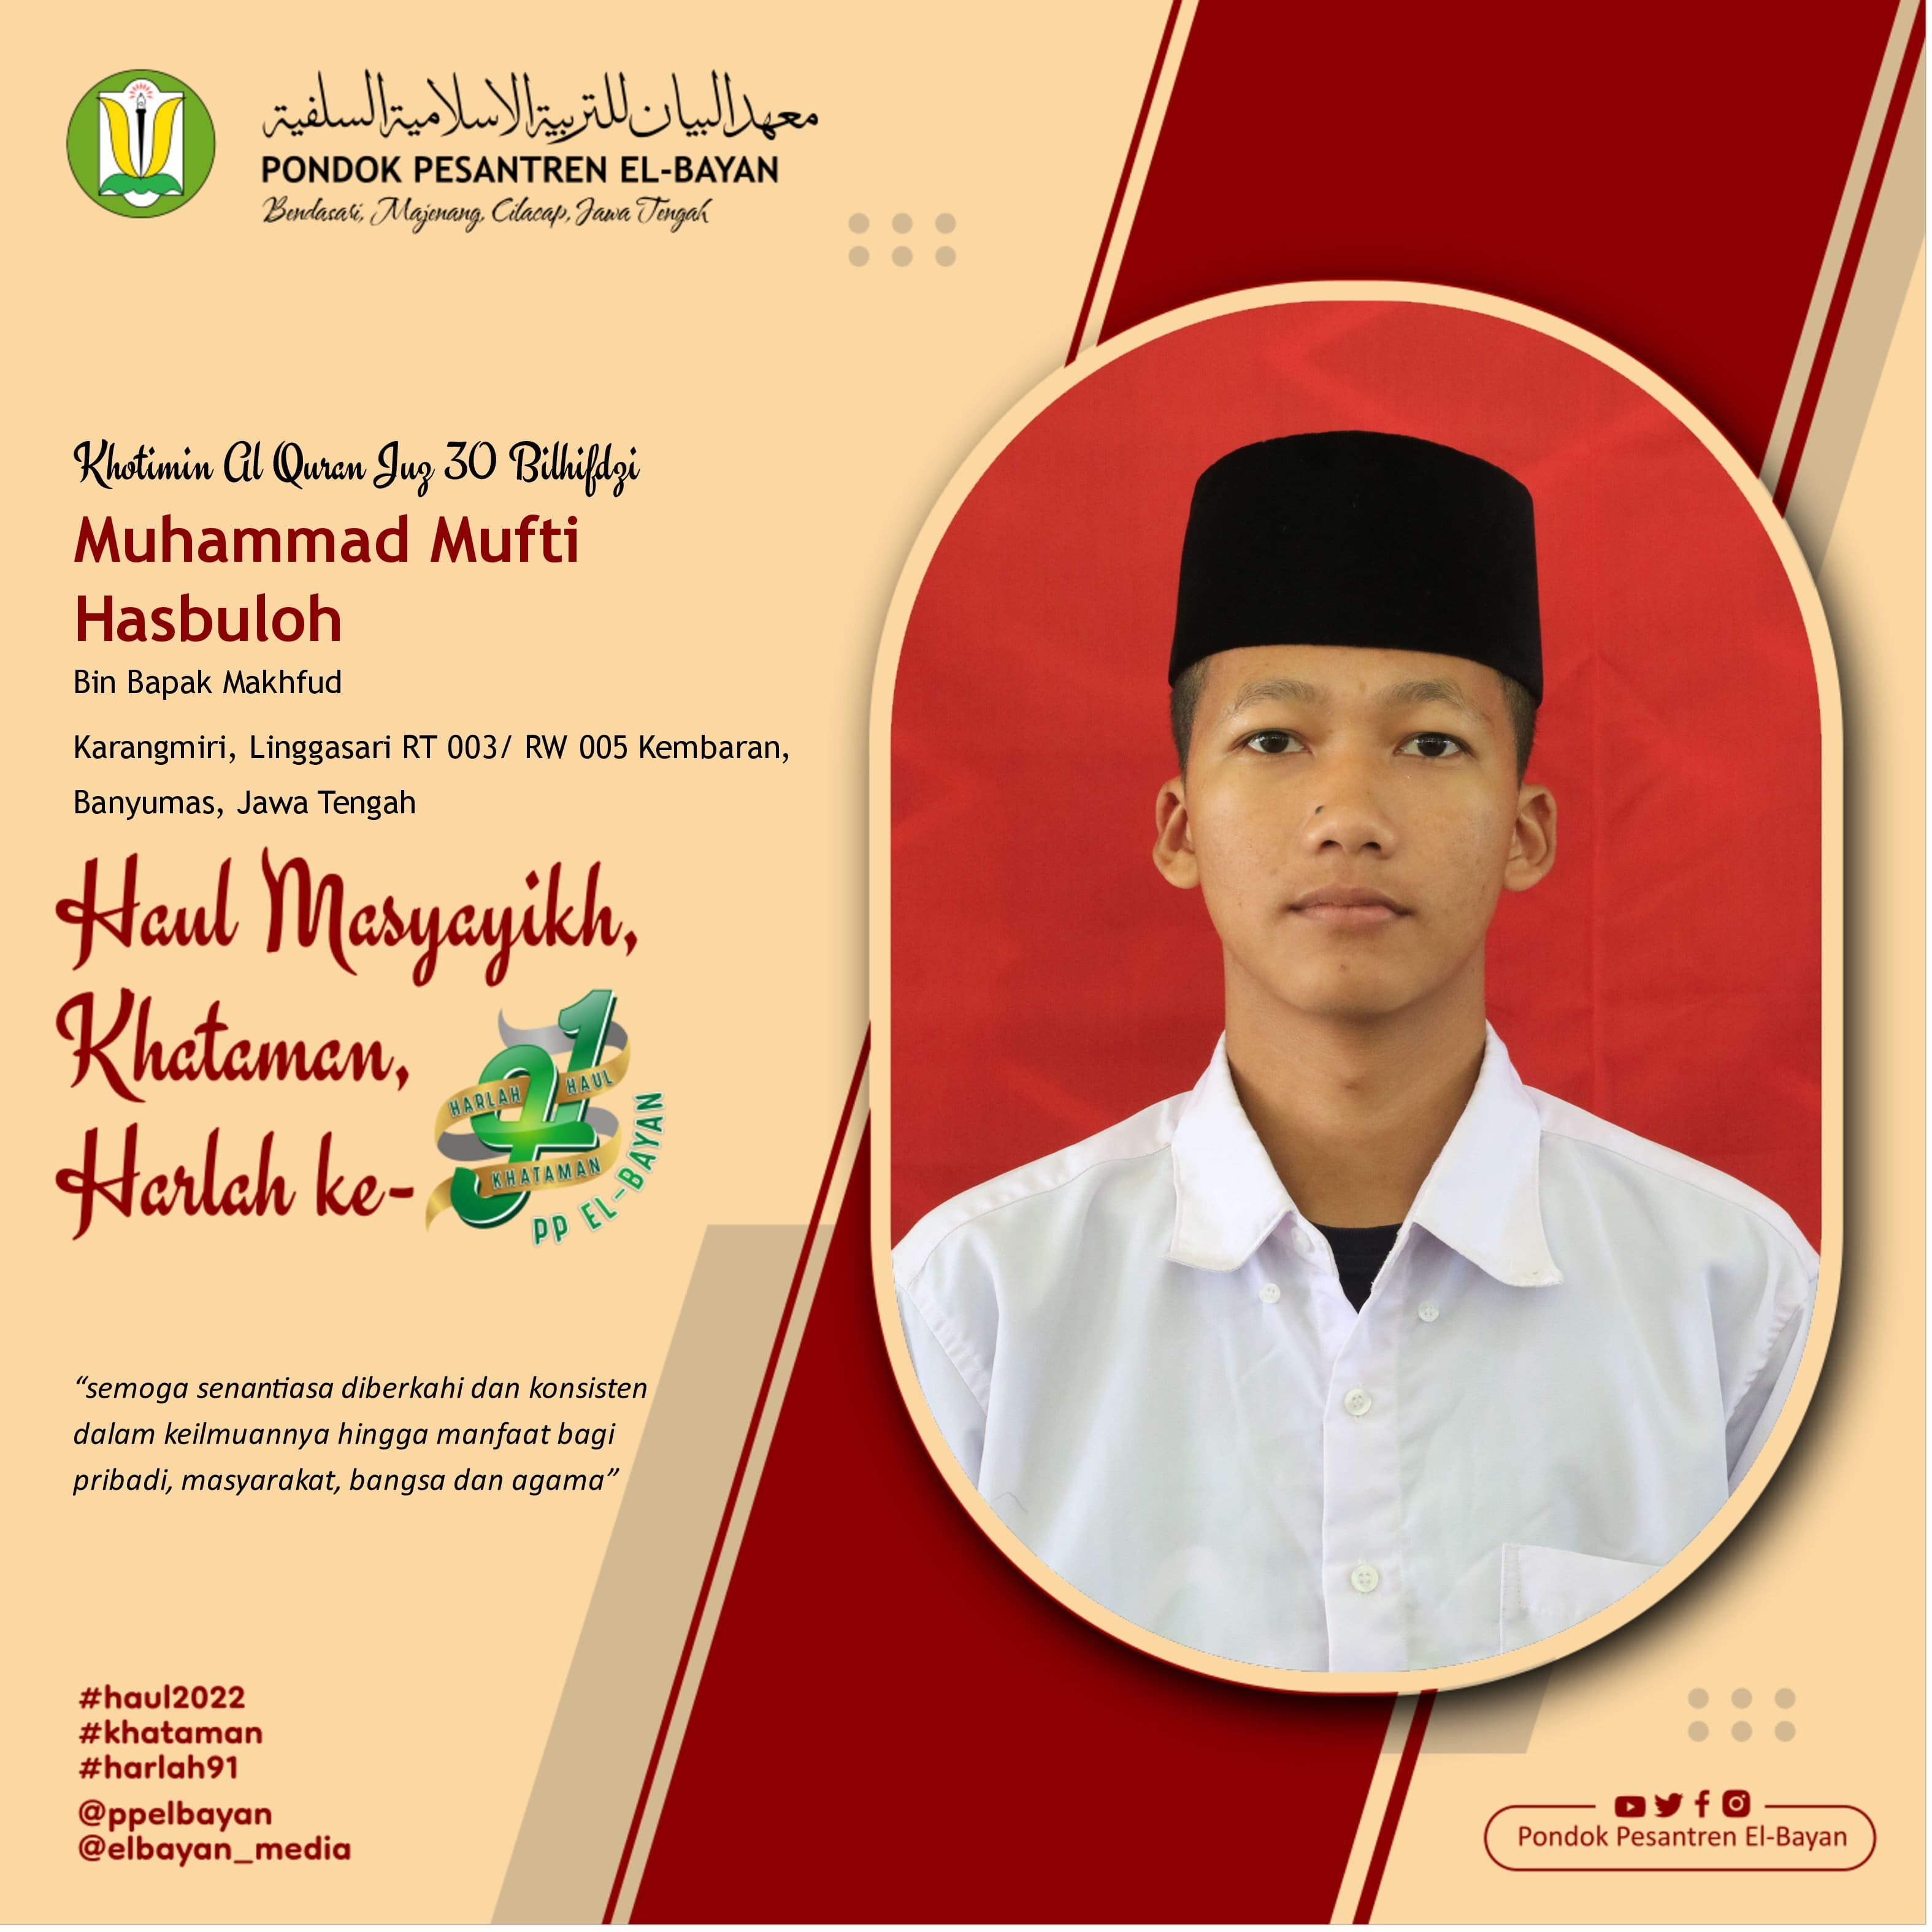 معهد البيان للتربية الاسلامية السلفية
PONDOK PESANTREN EL-BAYAN
Bendasari, Majenang, Cilacap, Jawa Tengah
Khotimin Al Quran Juz 30 Bilhifdzi
Muhammad Mufti
Hasbuloh
Bin Bapak Makhfud
Karangmiri, Linggasari RT 003/ RW 005 Kembaran,
Banyumas, Jawa Tengah
Haul Masyayikh,
Khataman,
Harlah ke-
91
HARLAH HAUL
KHATAMAN
PP EL-BAYAN
“semoga senantiasa diberkahi dan konsisten
dalam keilmuannya hingga manfaat bagi
pribadi, masyarakat, bangsa dan agama”
#haul2022
#khataman
#harlah91
@ppelbayan
@elbayan_media
Pondok Pesantren El-Bayan